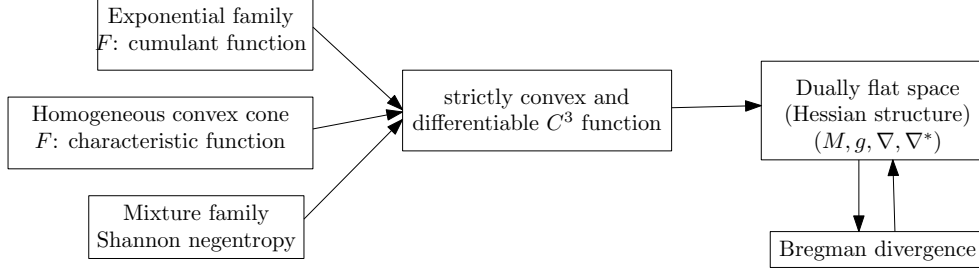 Exponential family
F: cumulant function
Homogeneous convex cone
F: characteristic function
Mixture family
Shannon negentropy
strictly convex and
differentiable C³ function
Dually flat space
(Hessian structure)
(M, g, ∇, ∇*)
Bregman divergence